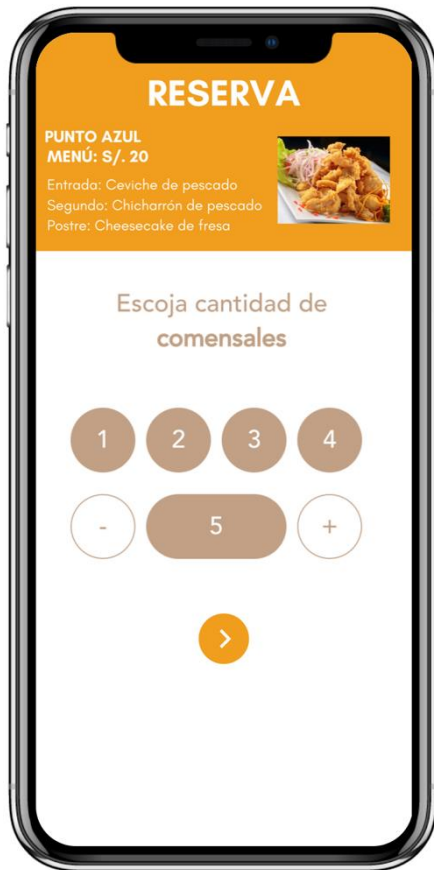 RESERVA
PUNTO AZUL
MENÚ: S/. 20
Entrada: Ceviche de pescado
Segundo: Chicharrón de pescado
Postre: Cheesecake de fresa
Escoja cantidad de
comensales
1 2 3 4
- 5 +
>